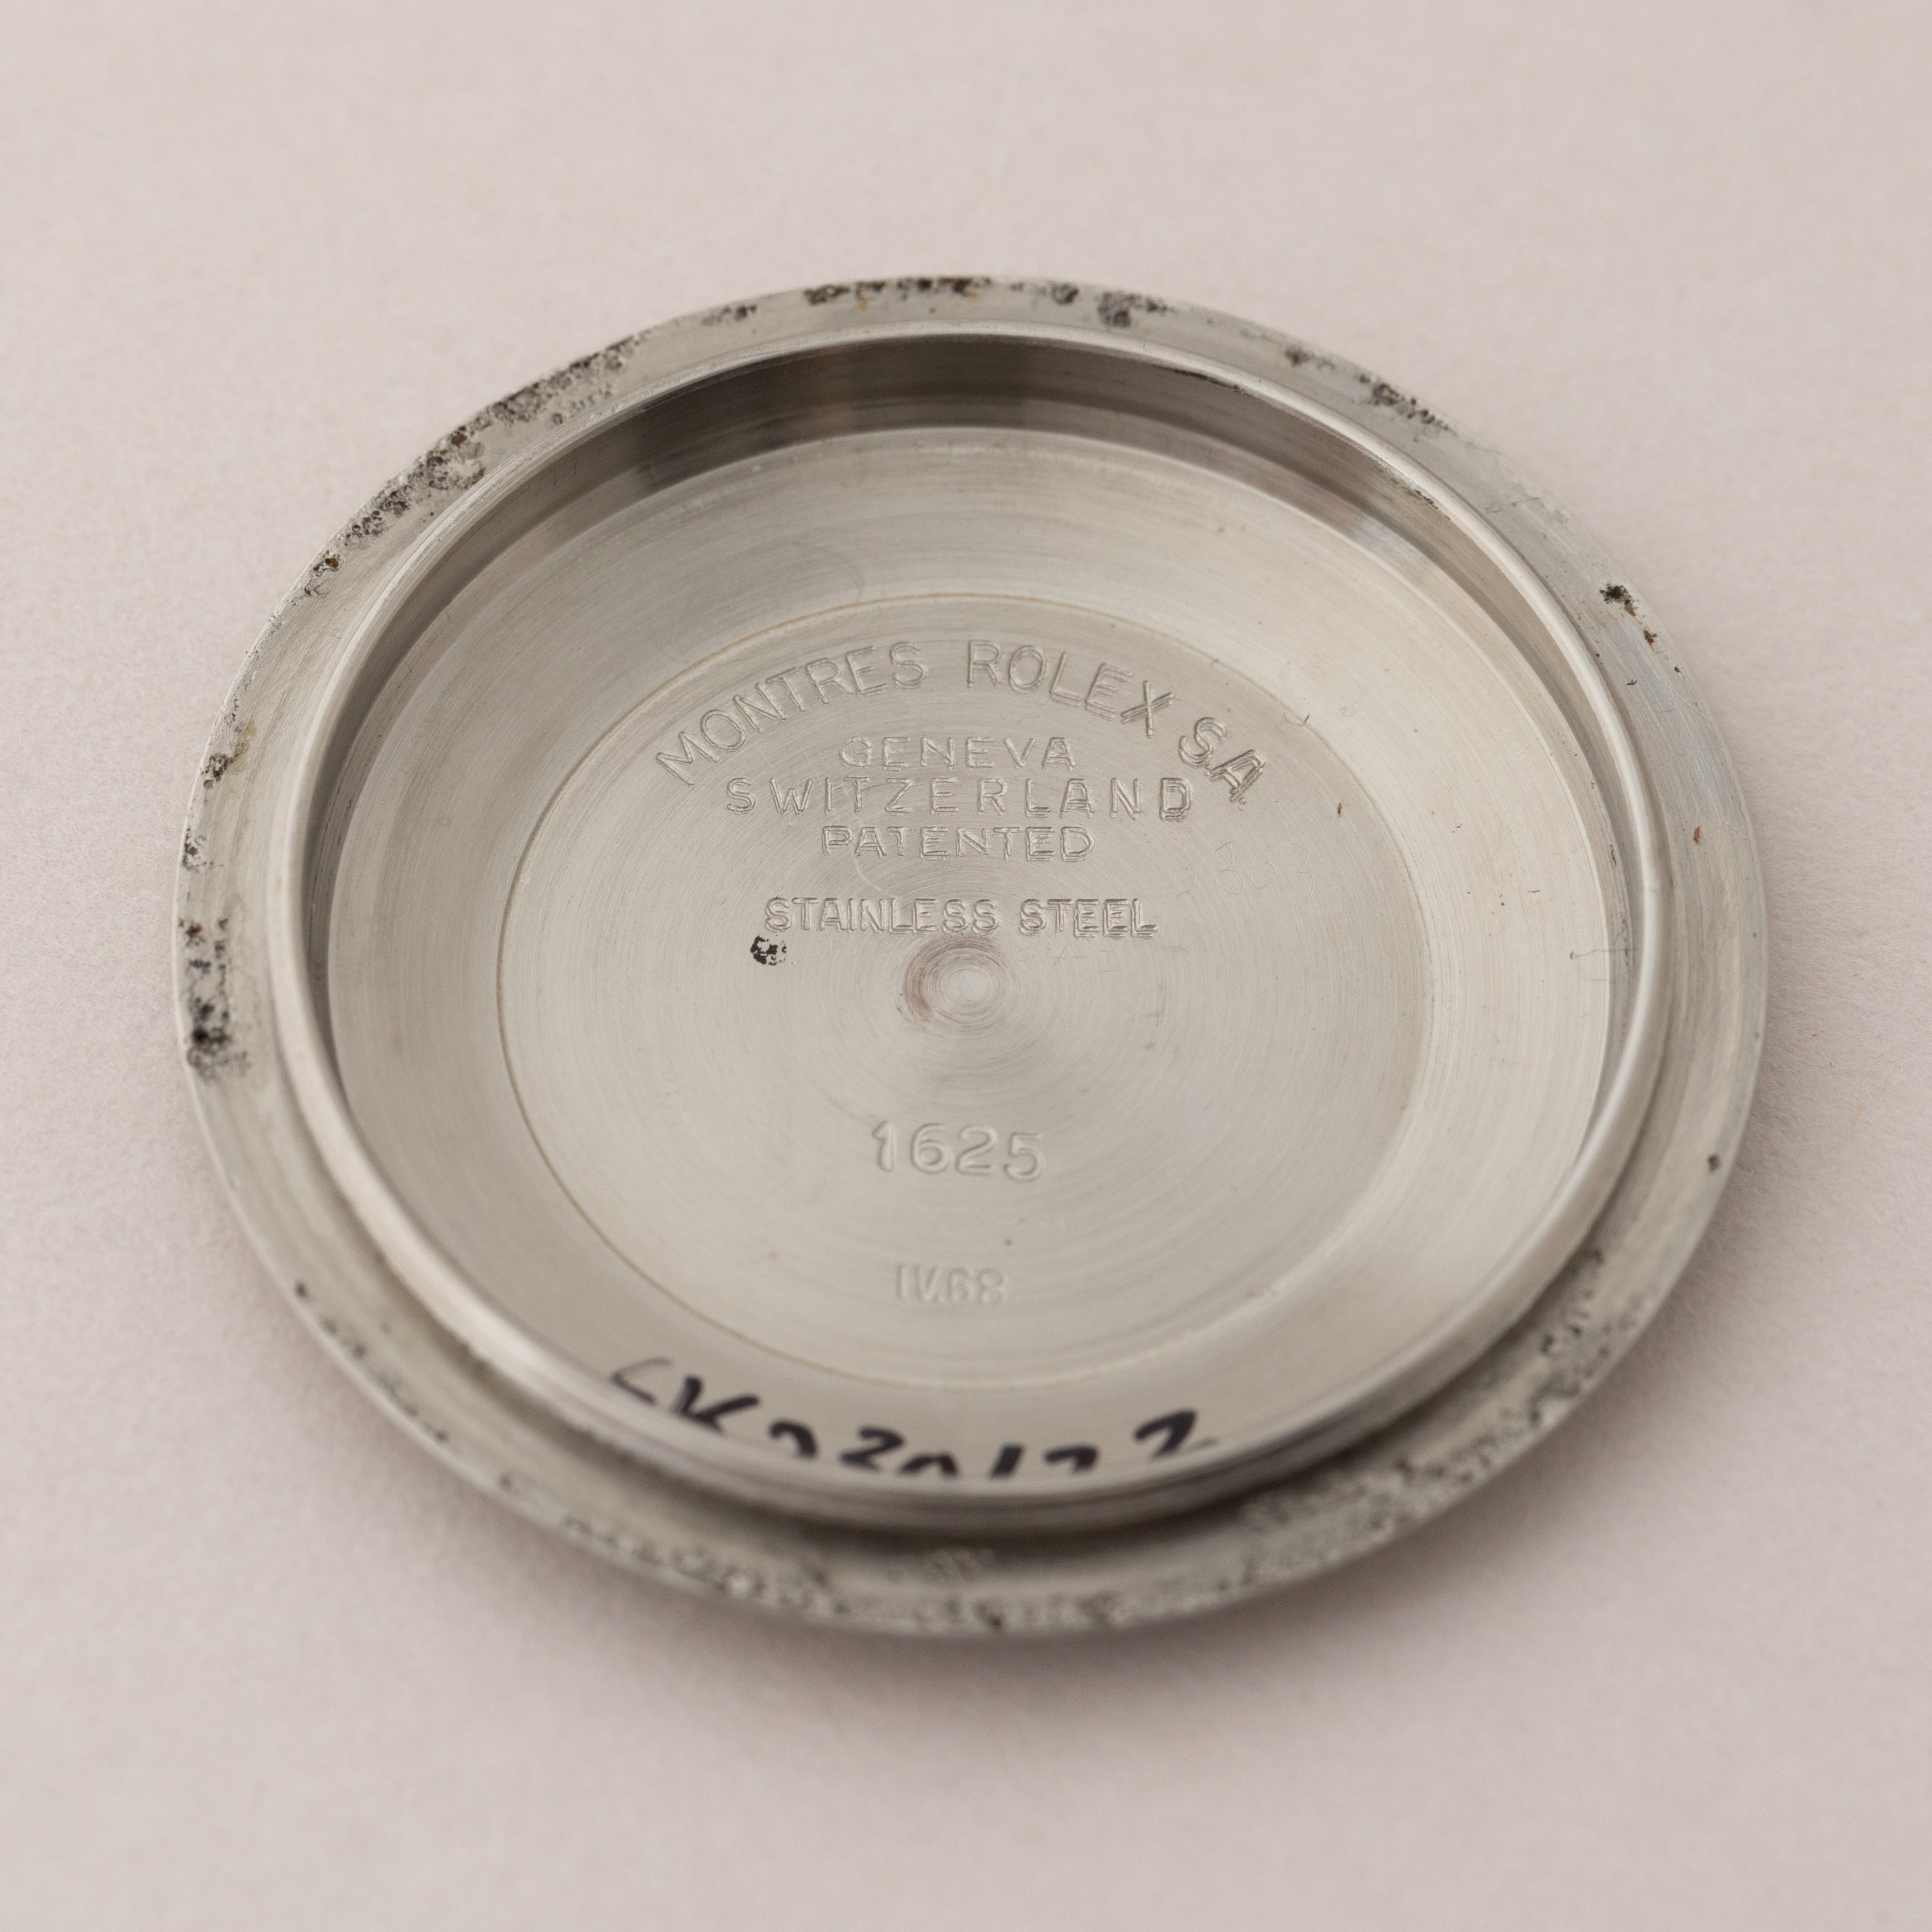 MONTRES ROLEX S.A.
GENEVA
SWITZERLAND
PATENTED
STAINLESS STEEL
1625
IV.68